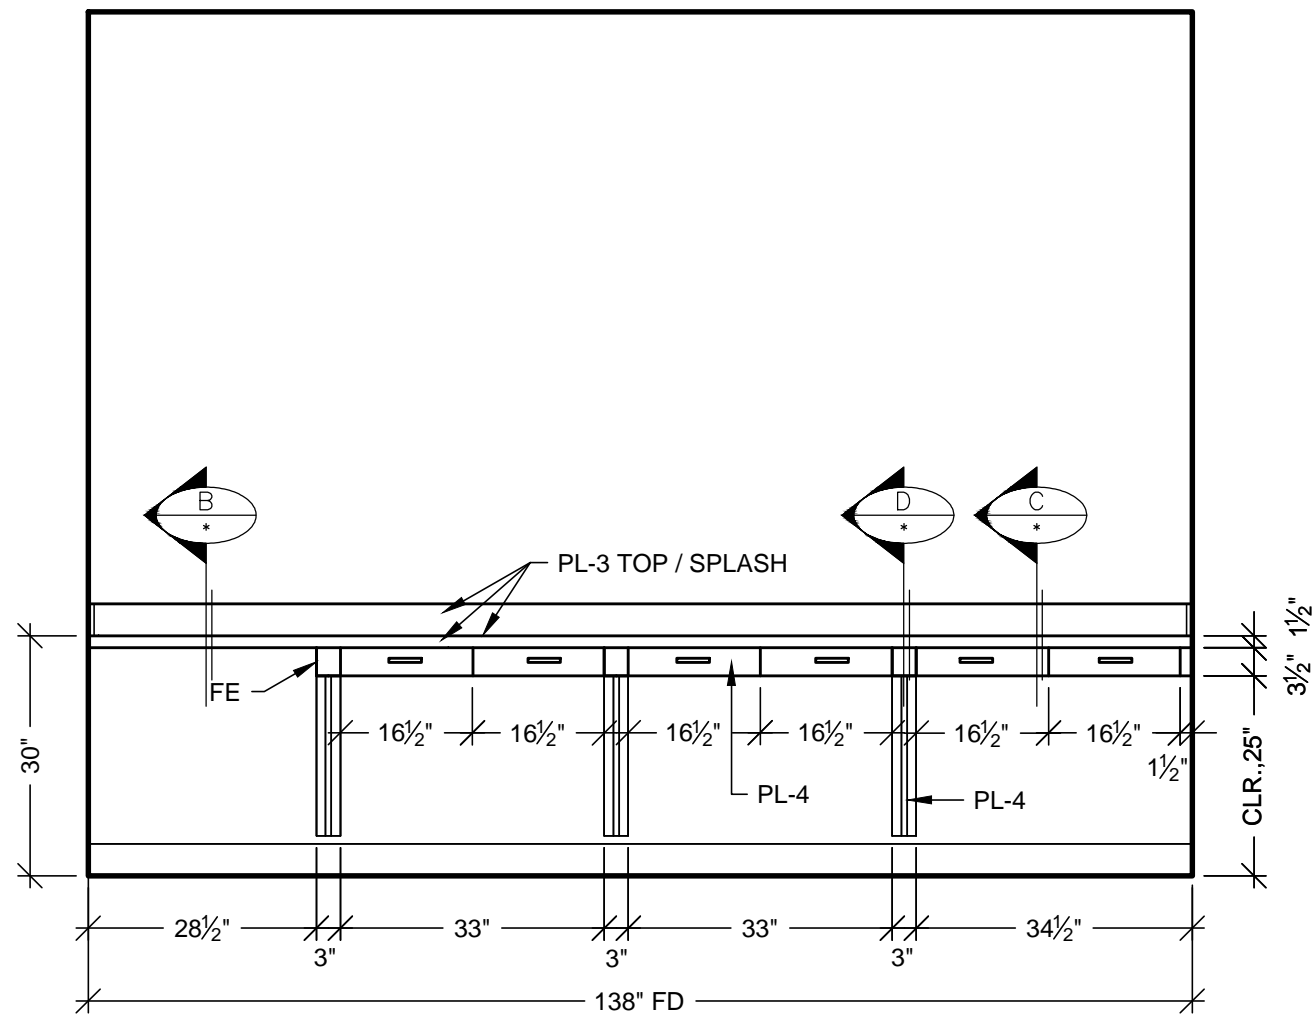 B
*
D
*
C
*
PL-3 TOP / SPLASH
1½"
3½"
FE
16½" 16½" 16½" 16½" 16½" 16½"
1½"
30"
CLR.,25"
PL-4
PL-4
28½" 33" 33" 34½"
3" 3" 3"
138" FD